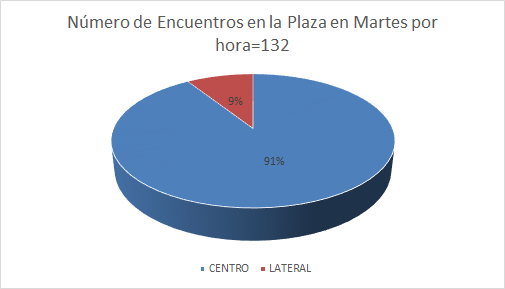 Número de Encuentros en la Plaza en Martes por
hora=132
9%
91%
CENTRO LATERAL